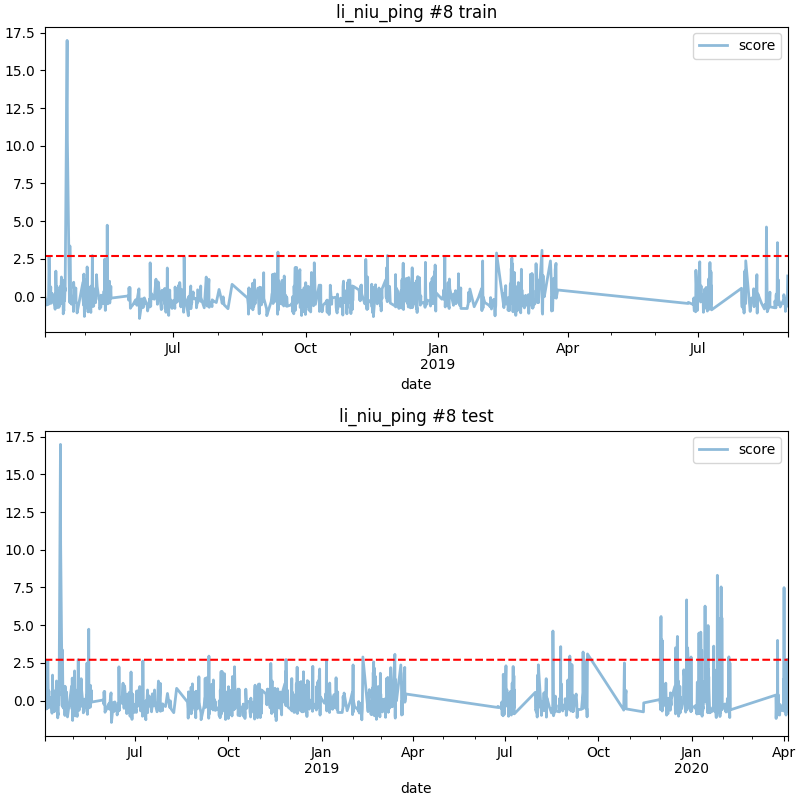 li_niu_ping #8 train
17.5
15.0
12.5
10.0
7.5
5.0
2.5
0.0
score
Jul Oct Jan Apr Jul
2019
date
li_niu_ping #8 test
17.5
15.0
12.5
10.0
7.5
5.0
2.5
0.0
score
Jul Oct Jan Apr Jul Oct Jan Apr
2019 2020
date